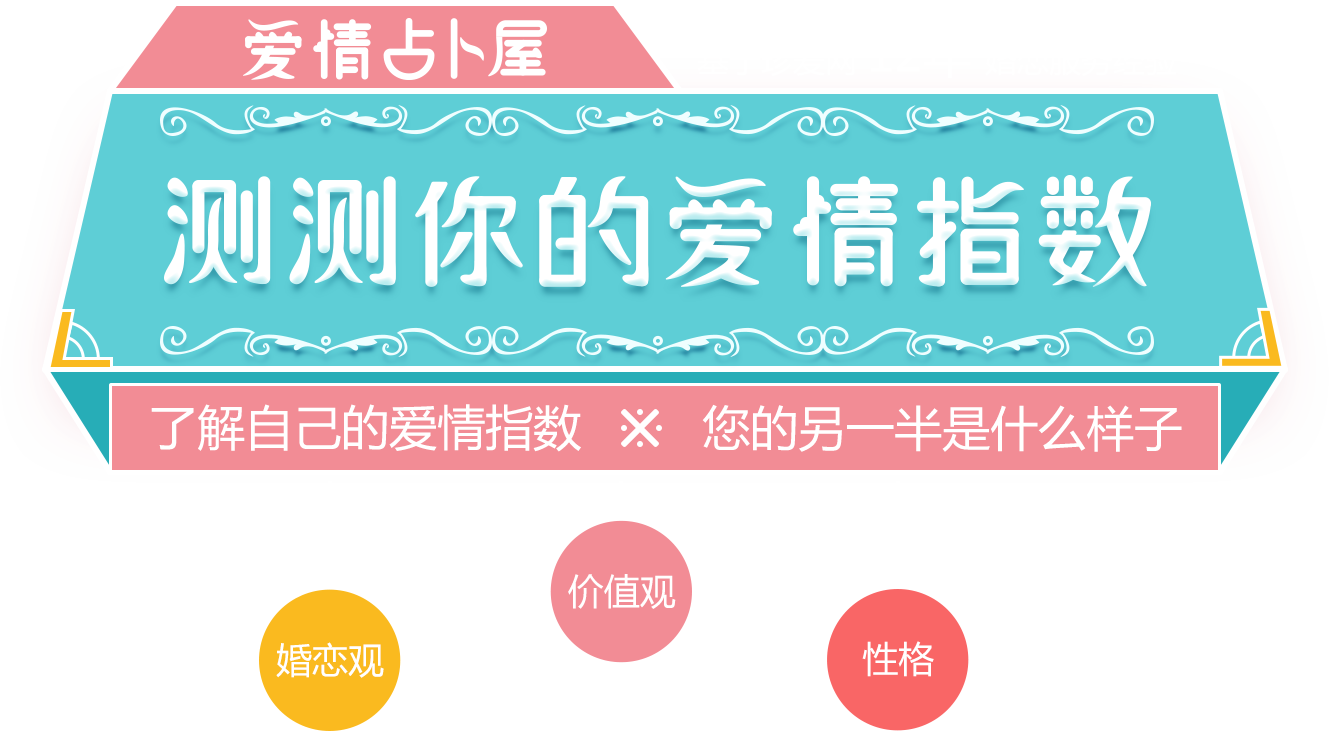 爱情占卜屋
测测你的爱情指数
了解自己的爱情指数 ※ 您的另一半是什么样子
价值观
婚恋观
性格